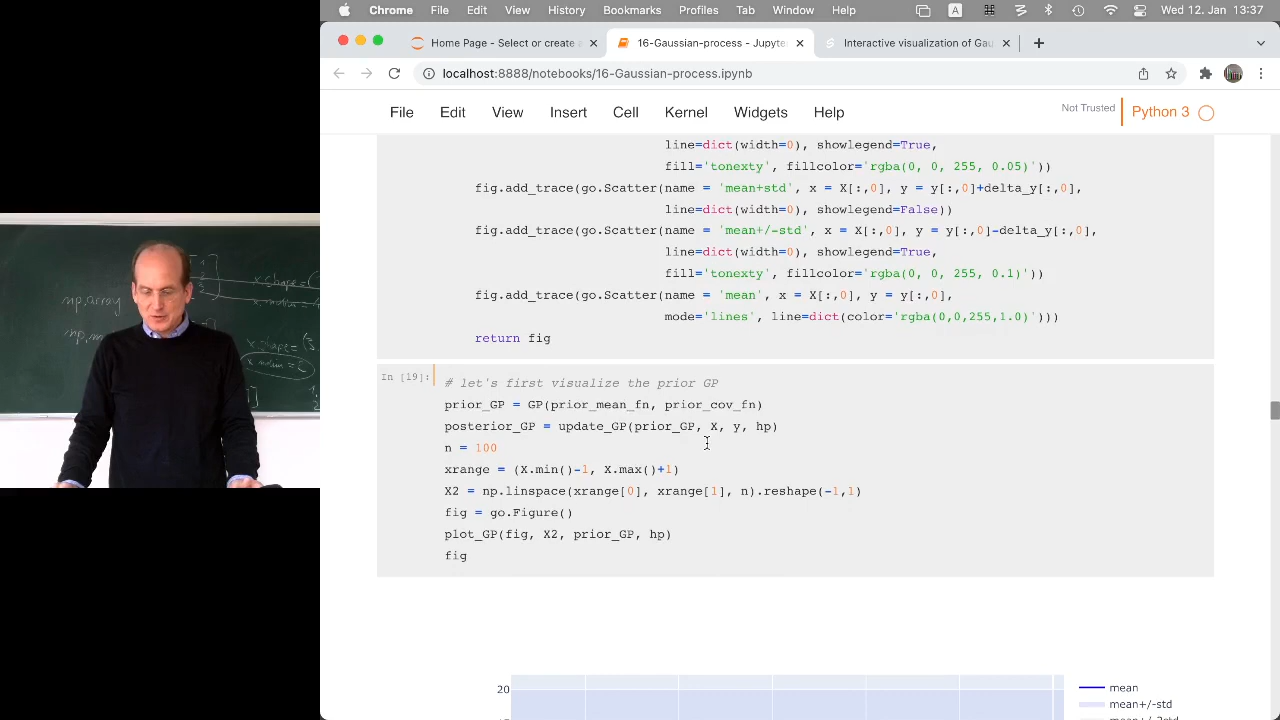 Chrome File Edit View History Bookmarks Profiles Tab Window Help A Wed 12. Jan 13:37
Home Page - Select or create a
16-Gaussian-process - Jupyte
Interactive visualization of Gau
localhost:8888/notebooks/16-Gaussian-process.ipynb
File Edit View Insert Cell Kernel Widgets Help Not Trusted Python 3
line=dict(width=0), showlegend=True,
fill='tonexty', fillcolor='rgba(0, 0, 255, 0.05'))
fig.add_trace(go.Scatter(name = 'mean+std', x = X[:,0], y = y[:,0]+delta_y[:,0],
line=dict(width=0), showlegend=False))
fig.add_trace(go.Scatter(name = 'mean+/-std', x = X[:,0], y = y[:,0]-delta_y[:,0],
line=dict(width=0), showlegend=True,
fill='tonexty', fillcolor='rgba(0, 0, 255, 0.1)'))
fig.add_trace(go.Scatter(name = 'mean', x = X[:,0], y = y[:,0],
mode='lines', line=dict(color='rgba(0,0,255,1.0)')))
return fig
In [19]:
# let's first visualize the prior GP
prior_GP = GP(prior_mean_fn, prior_cov_fn)
posterior_GP = update_GP(prior_GP, X, y, hp)
n = 100
xrange = (X.min()-1, X.max()+1)
X2 = np.linspace(xrange[0], xrange[1], n).reshape(-1,1)
fig = go.Figure()
plot_GP(fig, X2, prior_GP, hp)
fig
20
mean
mean+/-std
np.array
x.shape=(
x.ndim=
np.m
x.shape=(3,
x.ndim=2